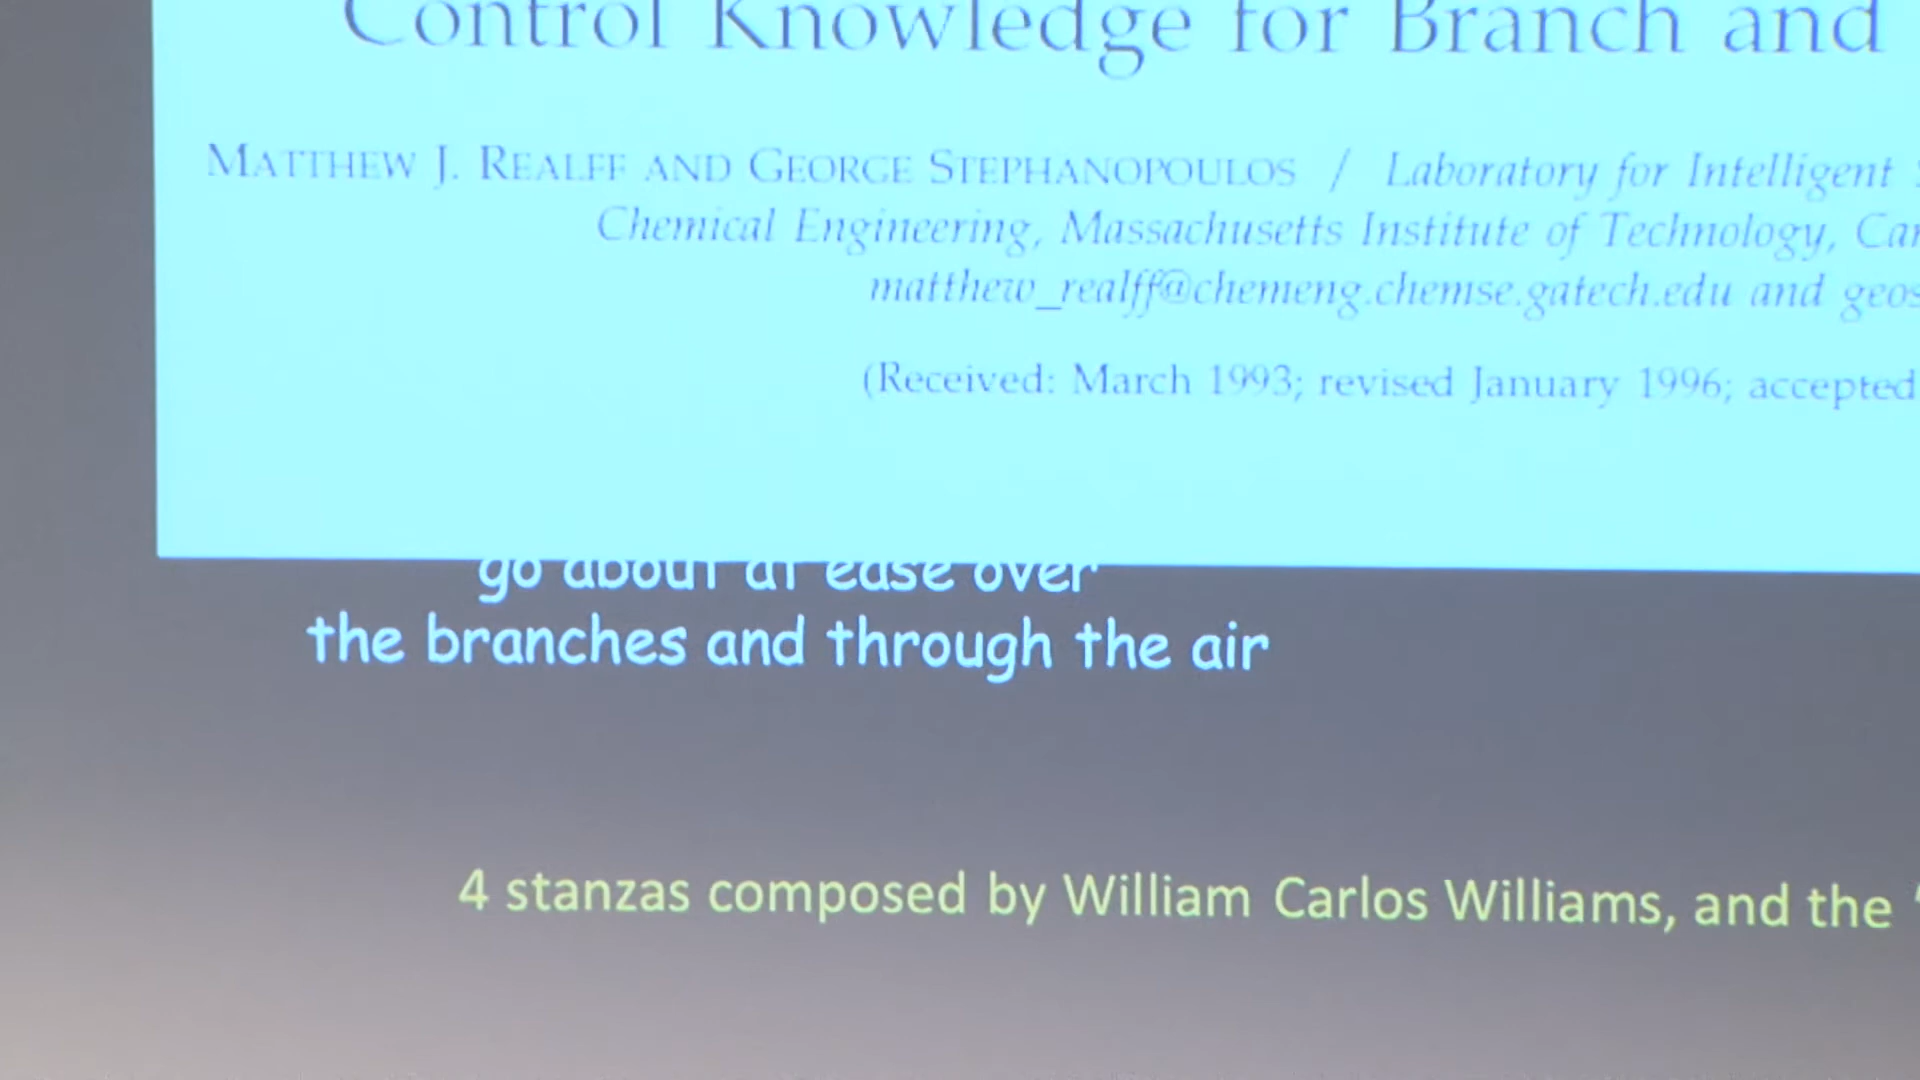 Control Knowledge for Branch and
MATTHEW J. REALFF AND GEORGE STEPHANOPOULOS / Laboratory for Intelligent
Chemical Engineering, Massachusetts Institute of Technology,
matthew_realff@chemeng.chemse.gatech.edu and
(Received: March 1993; revised January 1996; accepted
go about at ease over
the branches and through the air
4 stanzas composed by William Carlos Williams, and the